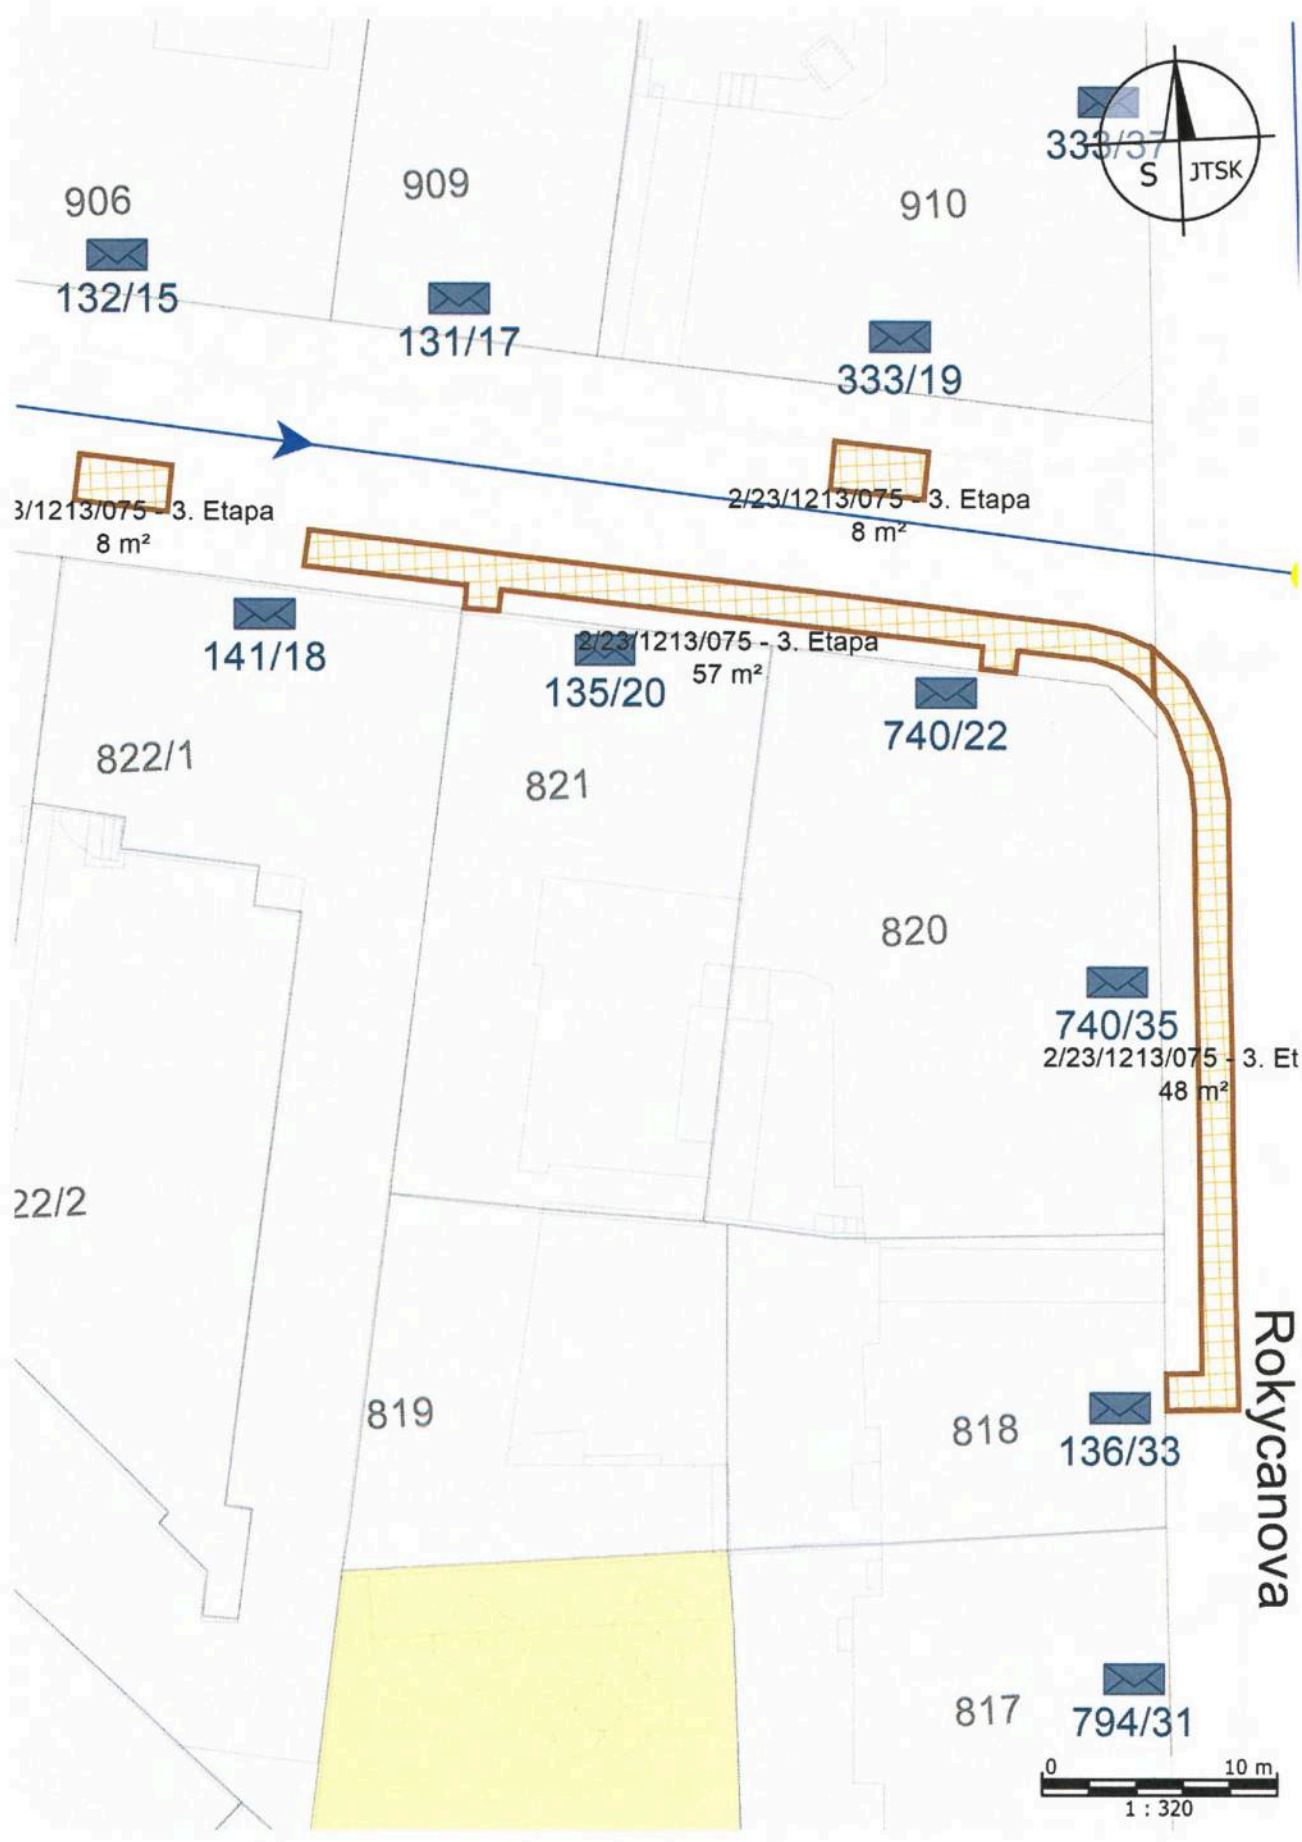 333/37
S
JTSK
906
909
910
132/15
131/17
333/19
3/1213/075 - 3. Etapa
8 m²
2/23/1213/075 - 3. Etapa
8 m²
141/18
2/23/1213/075 - 3. Etapa
57 m²
135/20
740/22
822/1
821
820
740/35
2/23/1213/075 - 3. Et
48 m²
22/2
Rokycanova
819
818
136/33
817
794/31
0
10 m
1 : 320